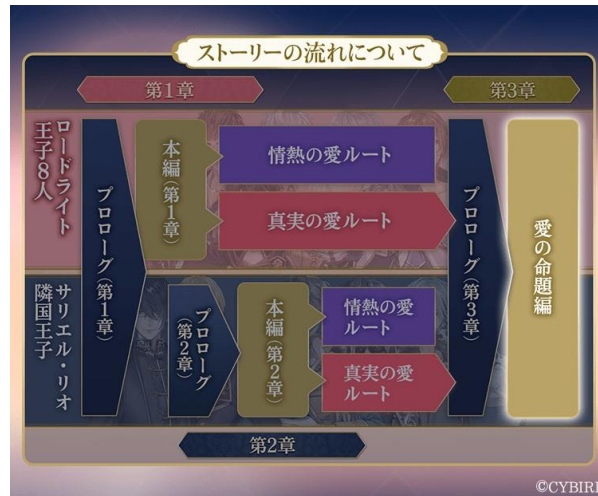 ストーリーの流れについて
第1章
第3章
ロードライト
王子8人
プロローグ(第1章)
本編(第1章)
情熱の愛ルート
真実の愛ルート
サリエル・リオ
隣国王子
プロローグ
(第2章)
本編(第2章)
情熱の愛
ルート
真実の愛
ルート
プロローグ(第3章)
愛の命題編
第2章
©CYBIRD